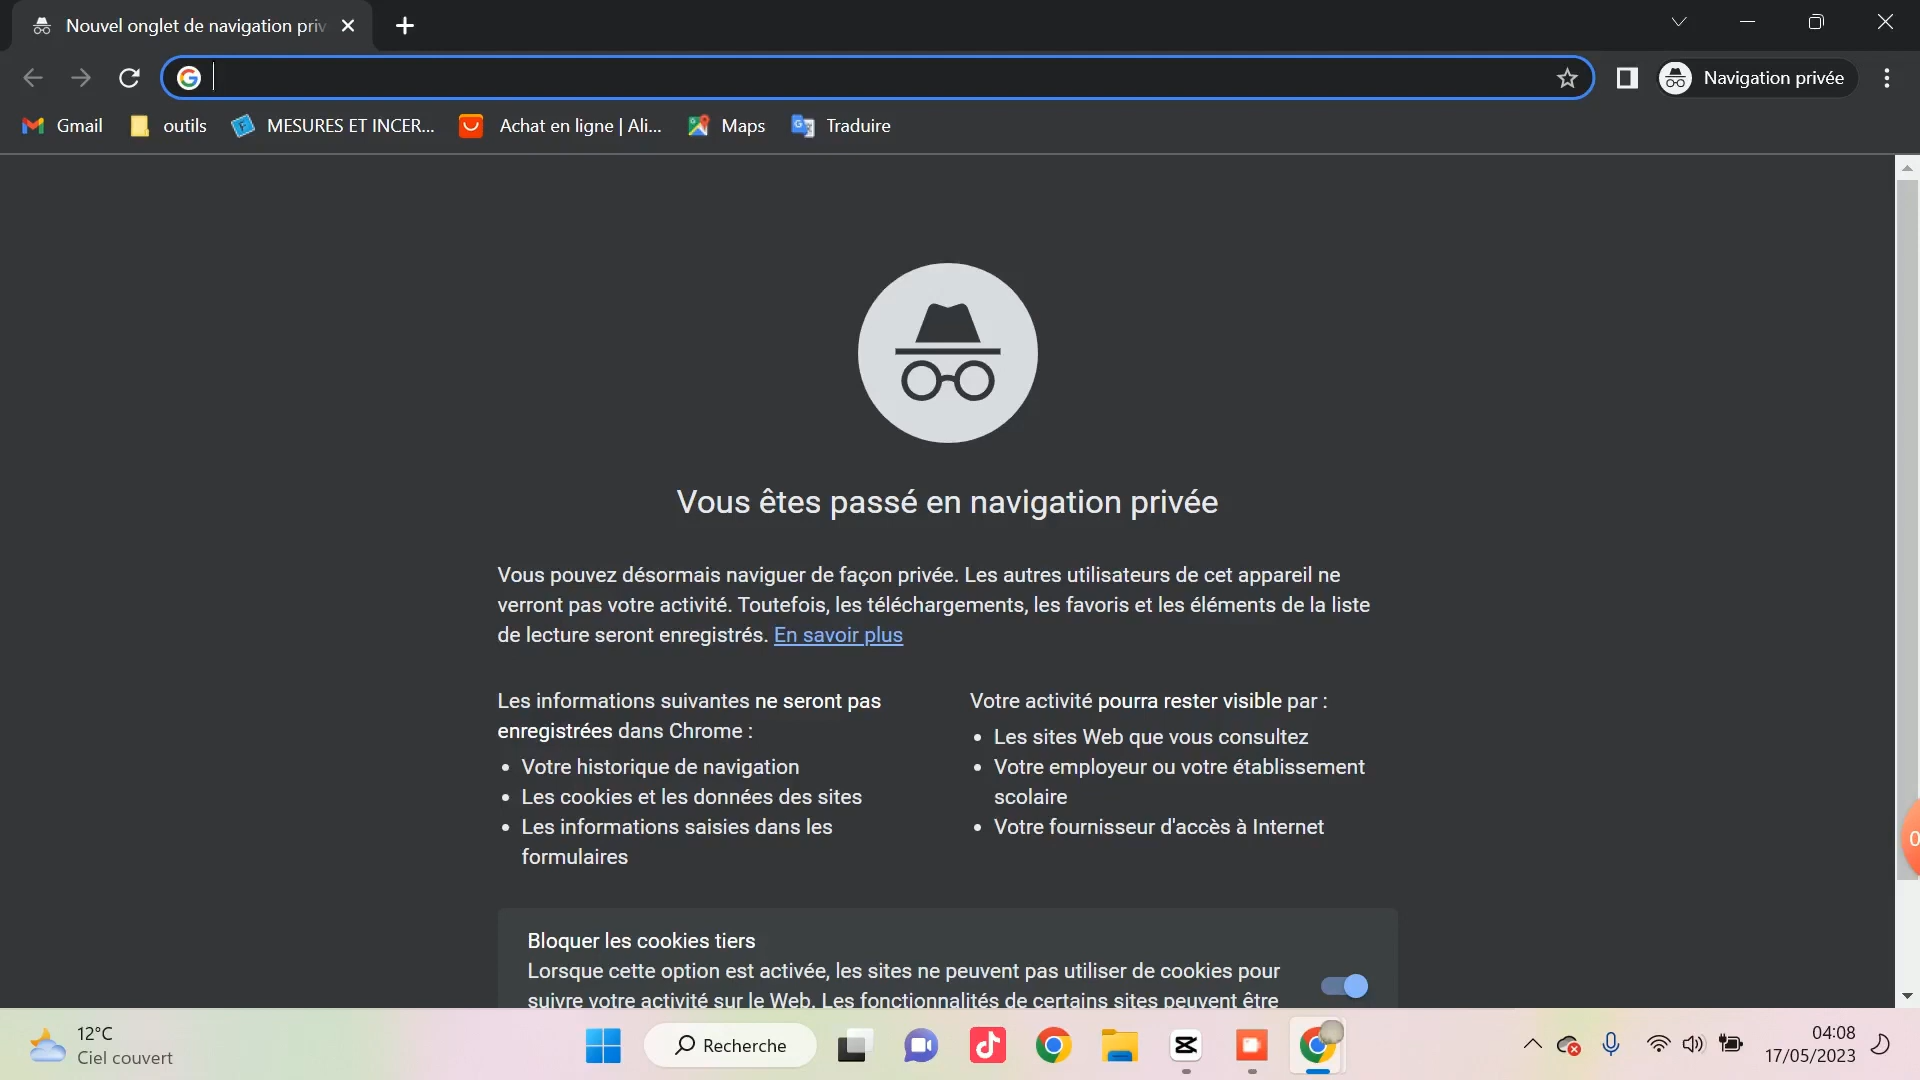 Nouvel onglet de navigation priv
Navigation privée
Gmail
outils
MESURES ET INCER...
Achat en ligne | Ali...
Maps
Traduire
Vous êtes passé en navigation privée
Vous pouvez désormais naviguer de façon privée. Les autres utilisateurs de cet appareil ne
verront pas votre activité. Toutefois, les téléchargements, les favoris et les éléments de la liste
de lecture seront enregistrés. En savoir plus
Les informations suivantes ne seront pas
enregistrées dans Chrome :
• Votre historique de navigation
• Les cookies et les données des sites
• Les informations saisies dans les
formulaires
Votre activité pourra rester visible par :
• Les sites Web que vous consultez
• Votre employeur ou votre établissement
scolaire
• Votre fournisseur d'accès à Internet
Bloquer les cookies tiers
Lorsque cette option est activée, les sites ne peuvent pas utiliser de cookies pour
suivre votre activité sur le Web. Les fonctionnalités de certains sites peuvent être
0
12°C
Ciel couvert
Recherche
04:08
17/05/2023